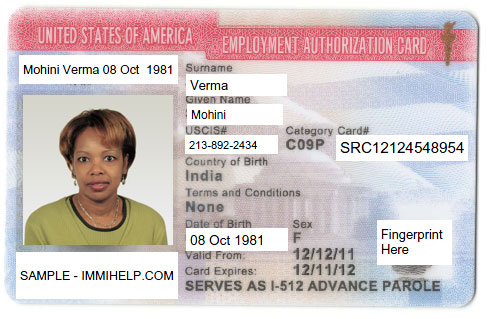 UNITED STATES OF AMERICA
EMPLOYMENT AUTHORIZATION CARD
Mohini Verma 08 Oct 1981
Surname
Verma
Given Name
Mohini
USCIS# Category Card#
213-892-2434 C09P SRC12124548954
Country of Birth
India
Terms and Conditions
None
Date of Birth Sex
08 Oct 1981 F
Fingerprint
Here
Valid From: 12/12/11
Card Expires: 12/11/12
SERVES AS I-512 ADVANCE PAROLE
SAMPLE - IMMIHELP.COM